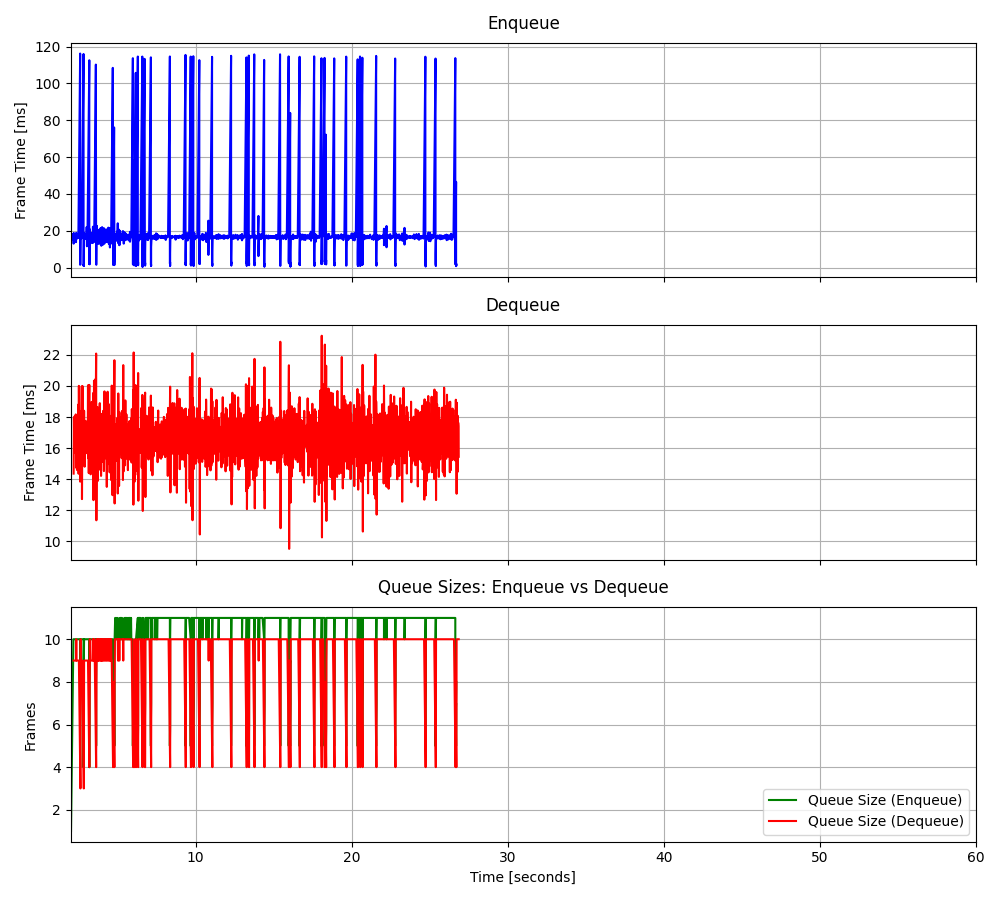 Enqueue
120
100
80
60
40
20
0
Frame Time [ms]
Dequeue
22
20
18
16
14
12
10
Frame Time [ms]
Queue Sizes: Enqueue vs Dequeue
10
8
6
4
2
Frames
Queue Size (Enqueue)
Queue Size (Dequeue)
10 20 30 40 50 60
Time [seconds]